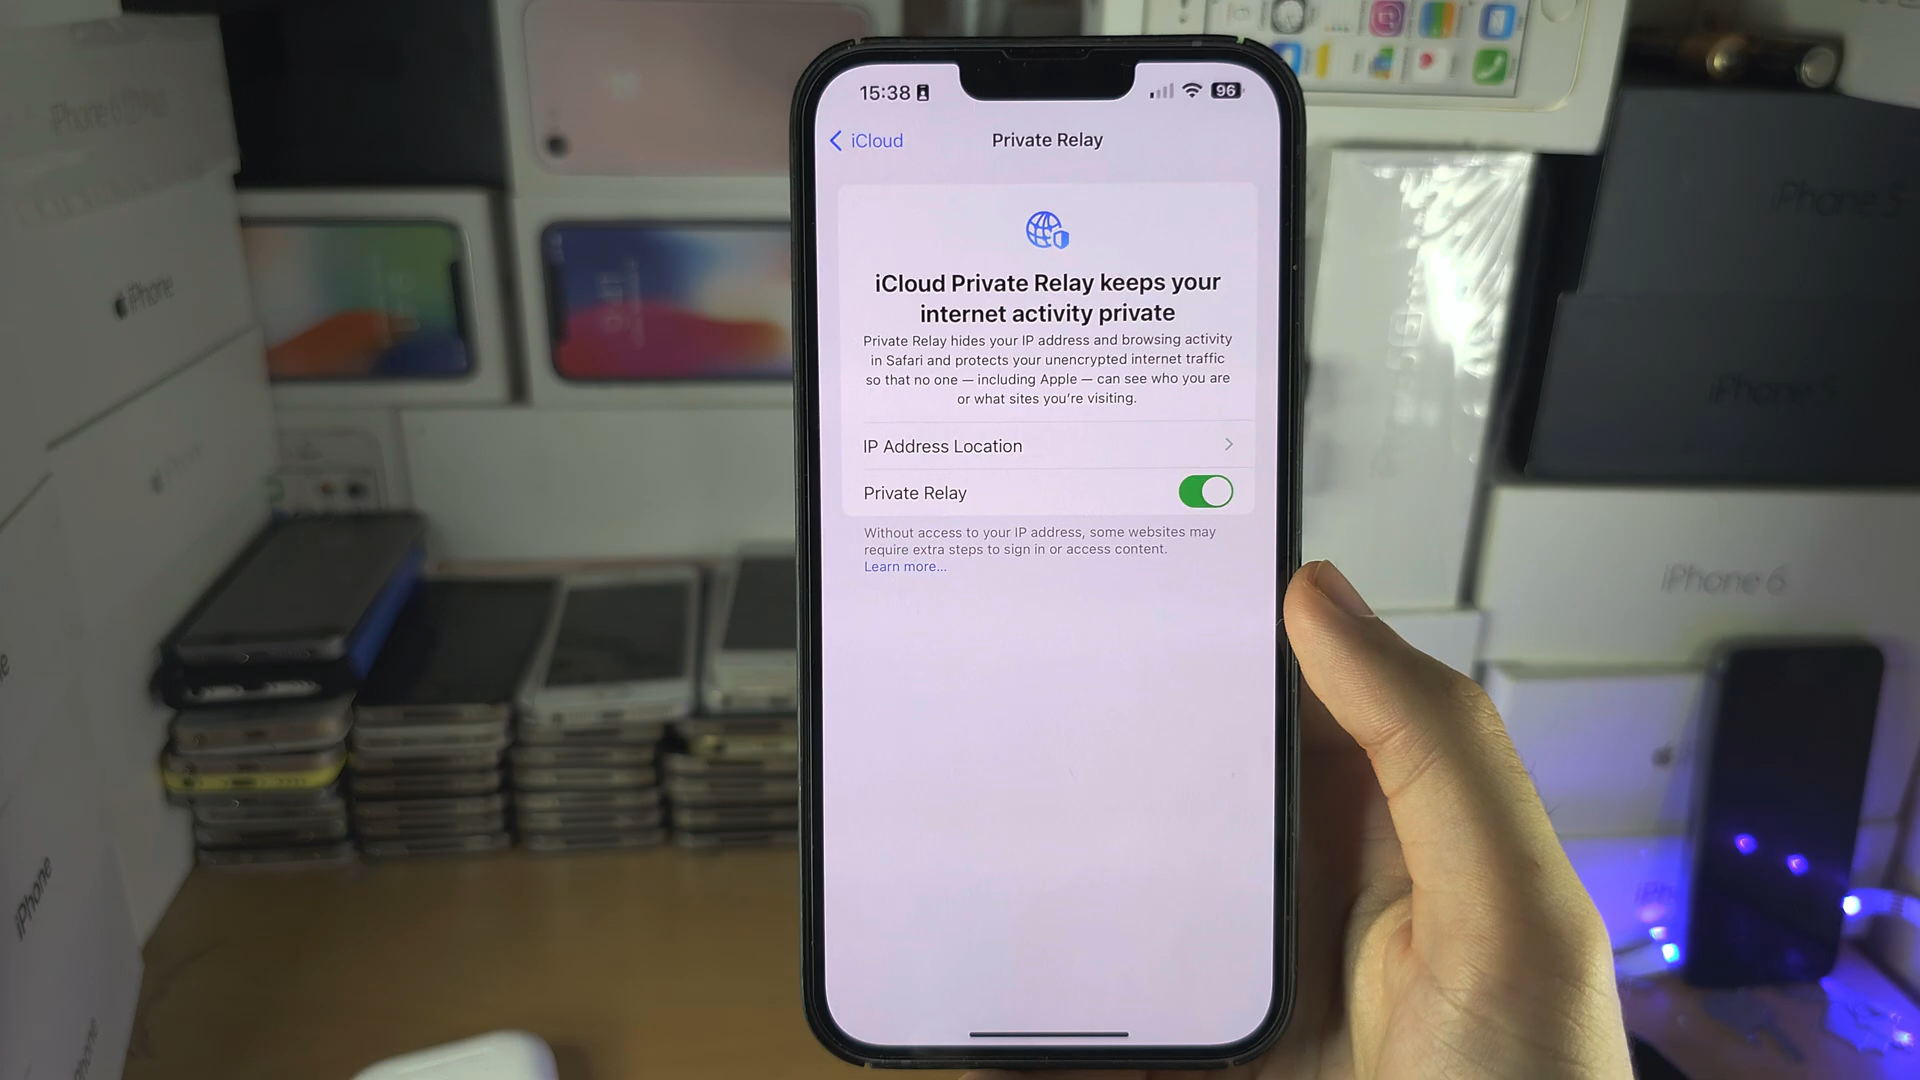 15:38
96
iCloud
Private Relay
iCloud Private Relay keeps your
internet activity private
Private Relay hides your IP address and browsing activity
in Safari and protects your unencrypted internet traffic
so that no one — including Apple — can see who you are
or what sites you're visiting.
IP Address Location
Private Relay
Without access to your IP address, some websites may
require extra steps to sign in or access content.
Learn more...
iPhone
iPhone
iPhone
iPhone 5
iPhone 6